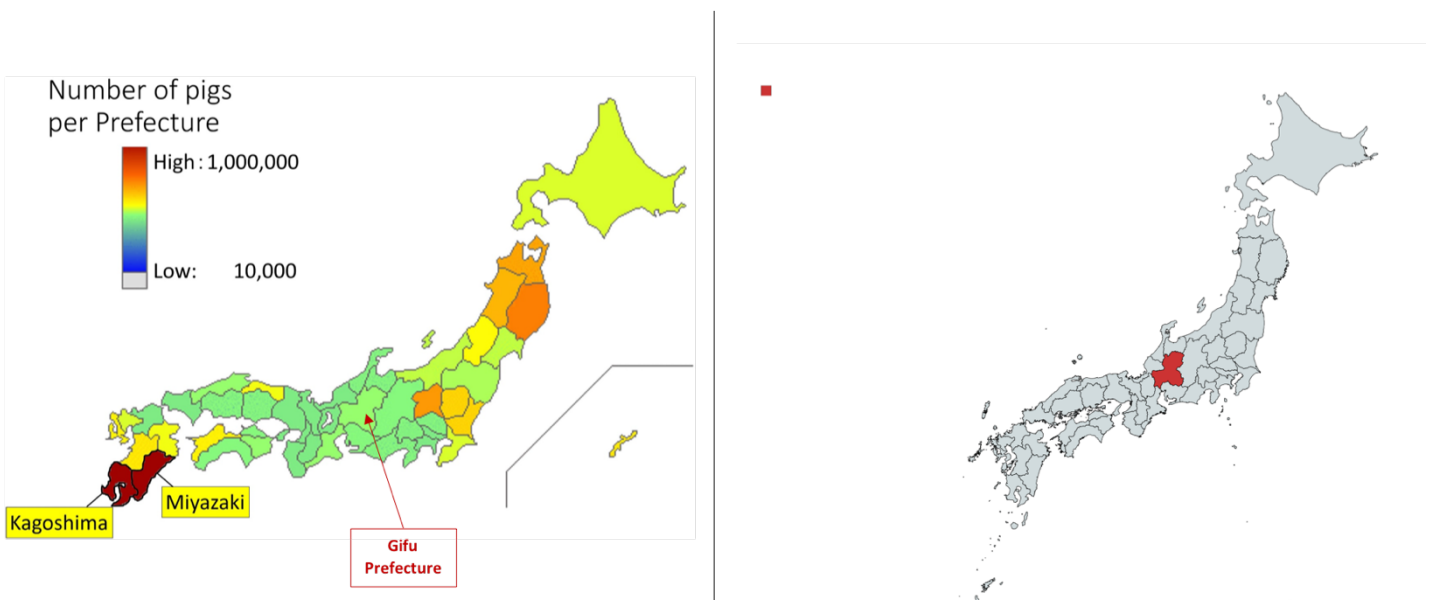 Number of pigs
per Prefecture
High : 1,000,000
Low: 10,000
Miyazaki
Kagoshima
Gifu
Prefecture